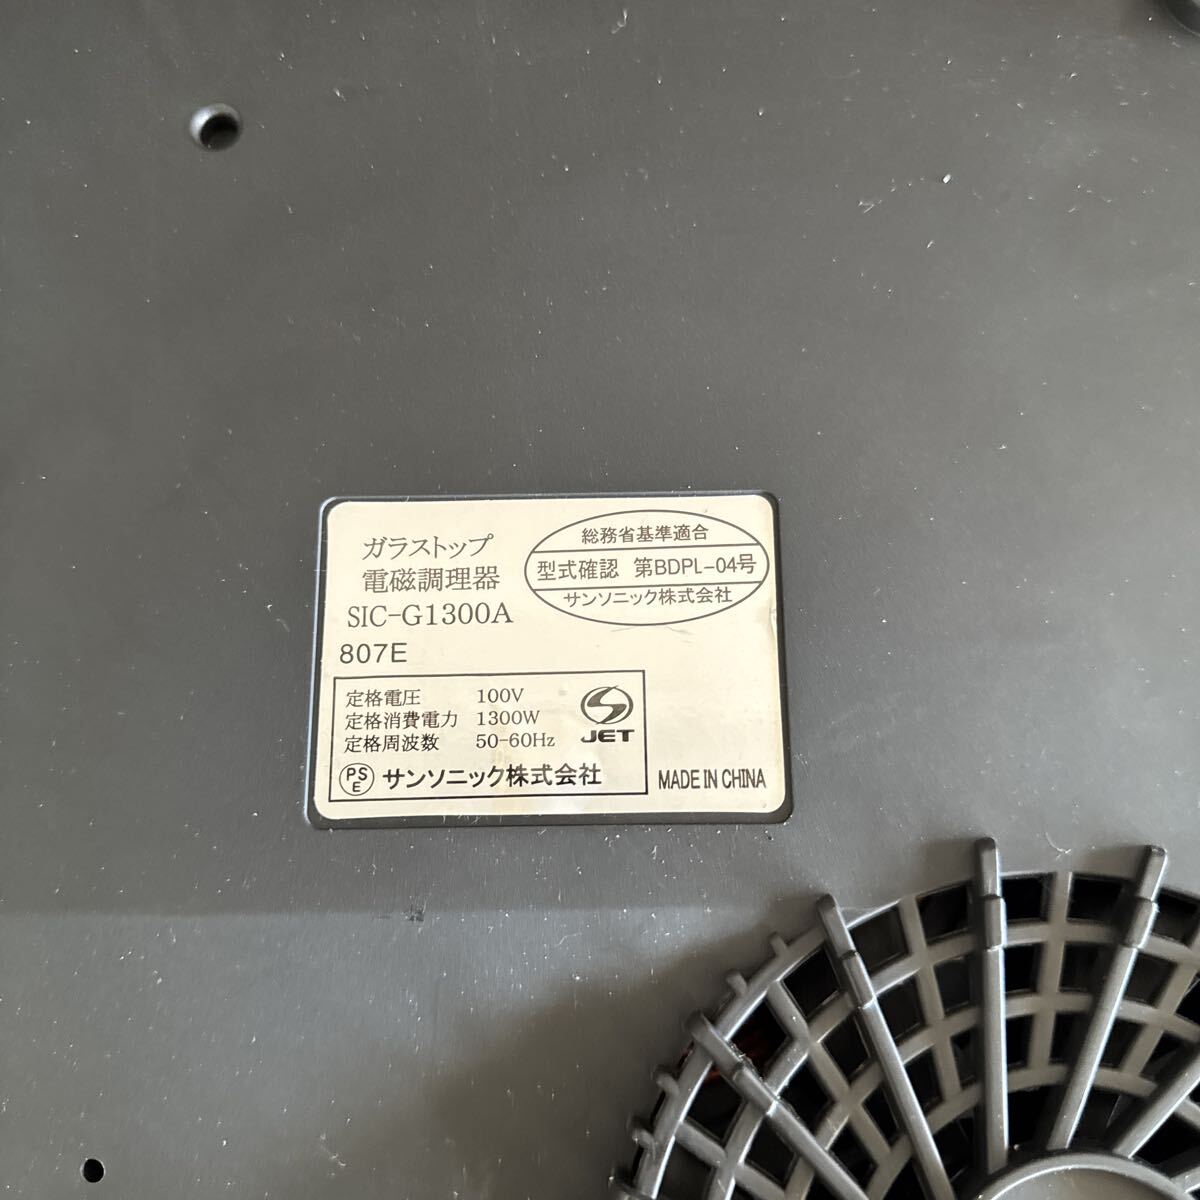 ガラストップ
電磁調理器
SIC-G1300A
807E
総務省基準適合
型式確認 第BDPL-04号
サンソニック株式会社
定格電圧 100V
定格消費電力 1300W
定格周波数 50-60Hz
JET
PSE サンソニック株式会社
MADE IN CHINA